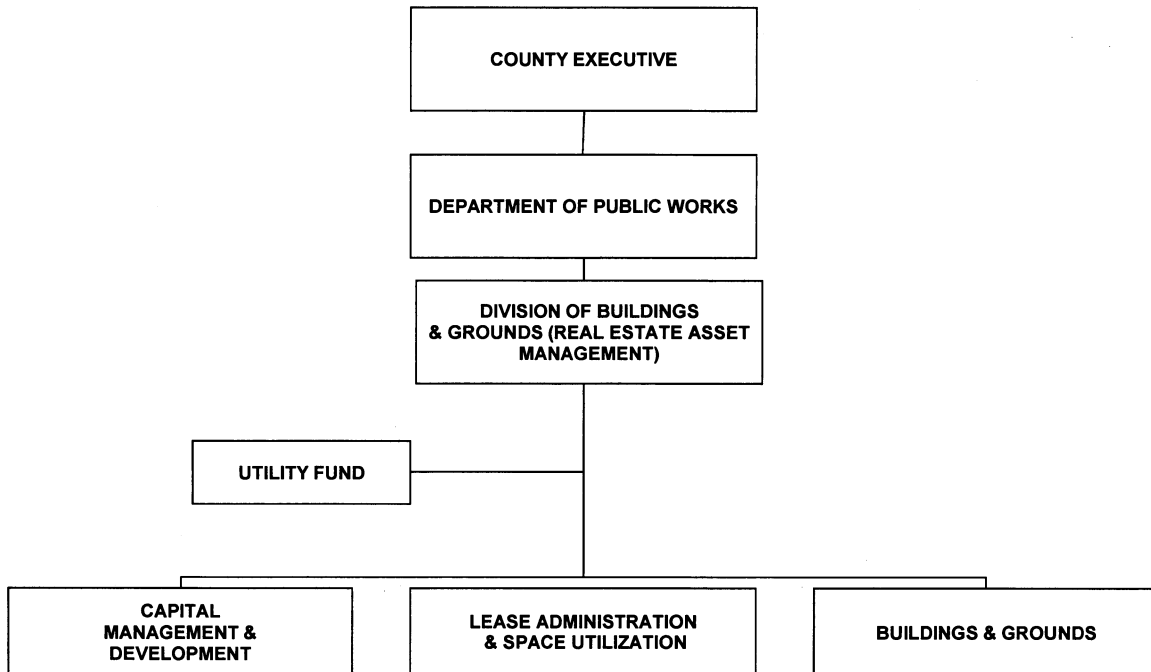 COUNTY EXECUTIVE
DEPARTMENT OF PUBLIC WORKS
DIVISION OF BUILDINGS
& GROUNDS (REAL ESTATE ASSET
MANAGEMENT)
UTILITY FUND
CAPITAL
MANAGEMENT &
DEVELOPMENT
LEASE ADMINISTRATION
& SPACE UTILIZATION
BUILDINGS & GROUNDS